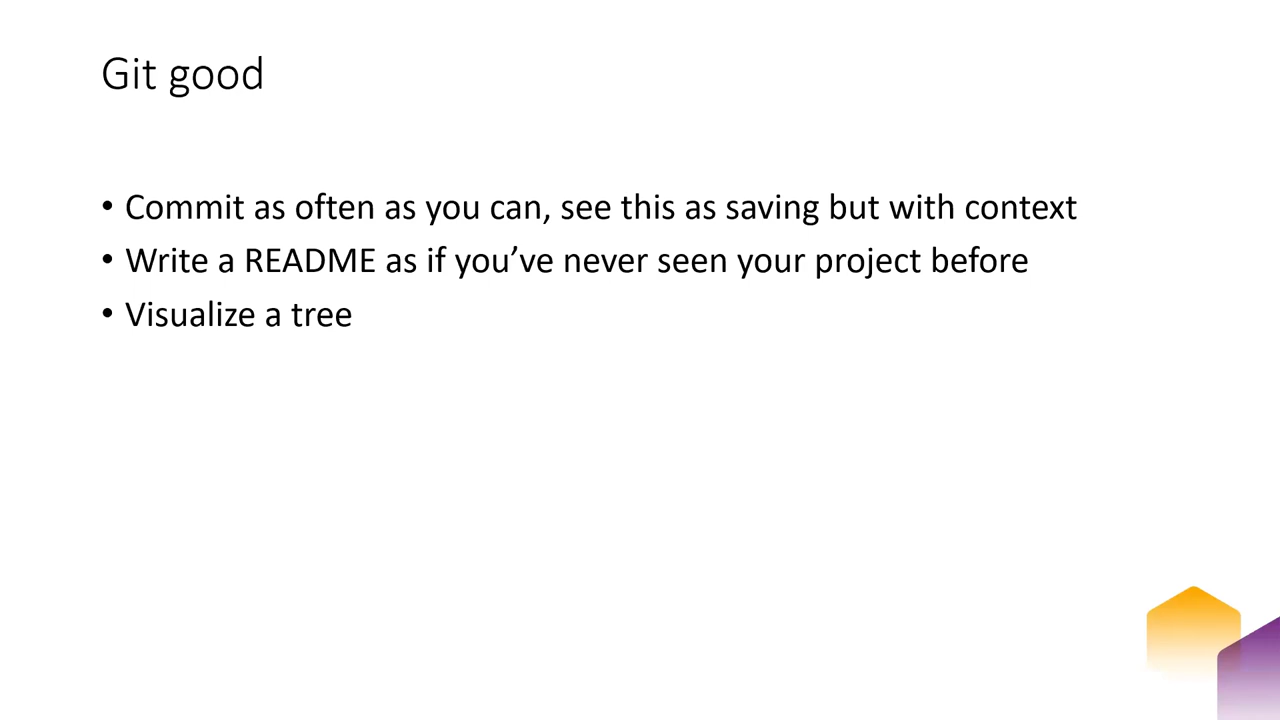 Git good
• Commit as often as you can, see this as saving but with context
• Write a README as if you’ve never seen your project before
• Visualize a tree